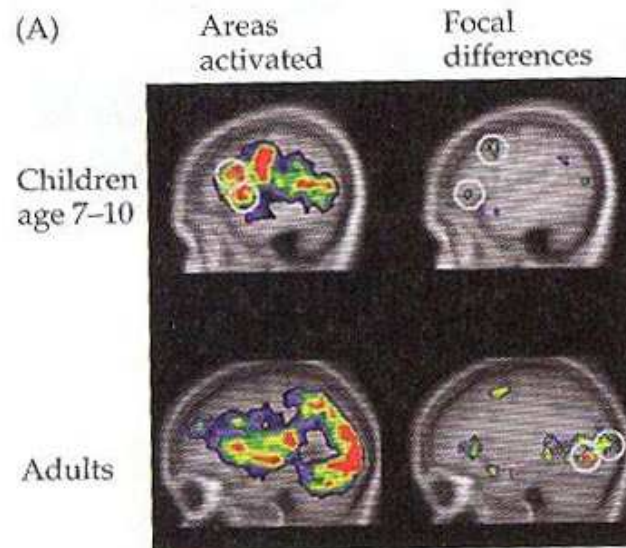 (A)
Areas
activated
Focal
differences
Children
age 7–10
Adults